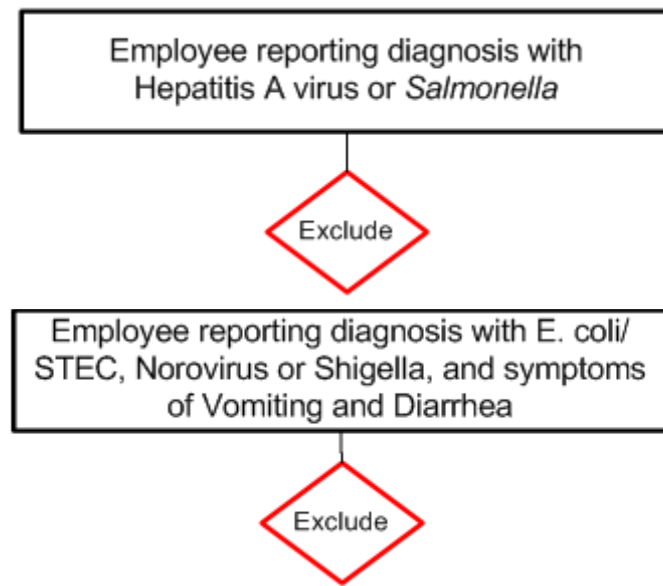 Employee reporting diagnosis with
Hepatitis A virus or Salmonella
Exclude
Employee reporting diagnosis with E. coli/
STEC, Norovirus or Shigella, and symptoms
of Vomiting and Diarrhea
Exclude